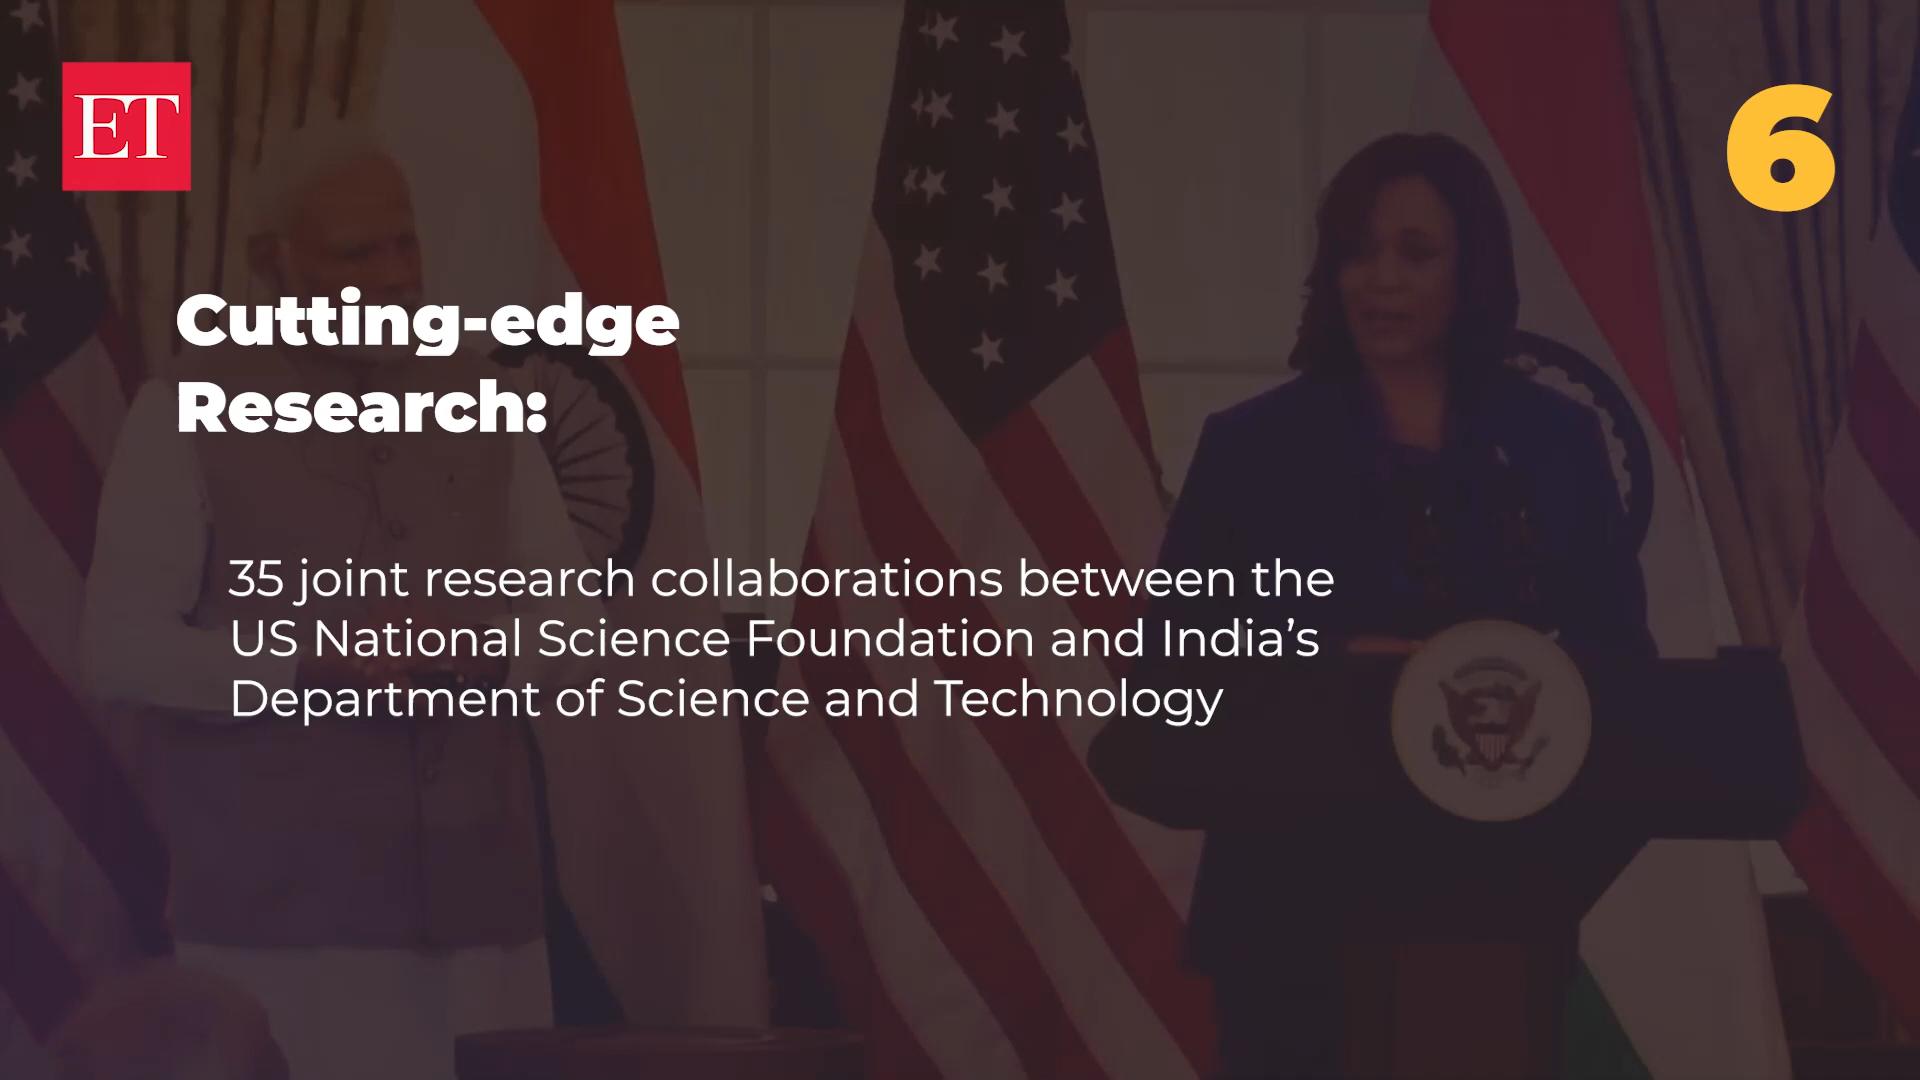 ET
6
Cutting-edge
Research:
35 joint research collaborations between the
US National Science Foundation and India’s
Department of Science and Technology